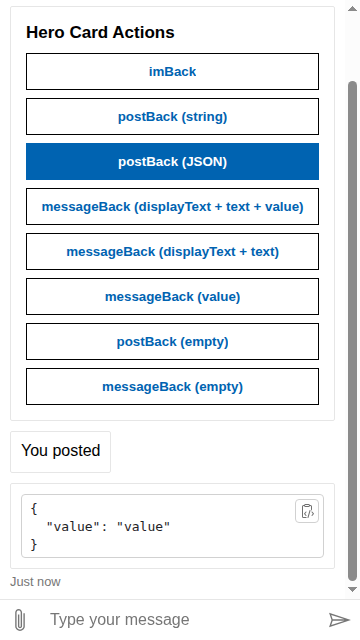 Hero Card Actions
imBack
postBack (string)
postBack (JSON)
messageBack (displayText + text + value)
messageBack (displayText + text)
messageBack (value)
postBack (empty)
messageBack (empty)
You posted
{
  "value": "value"
}
Just now
Type your message